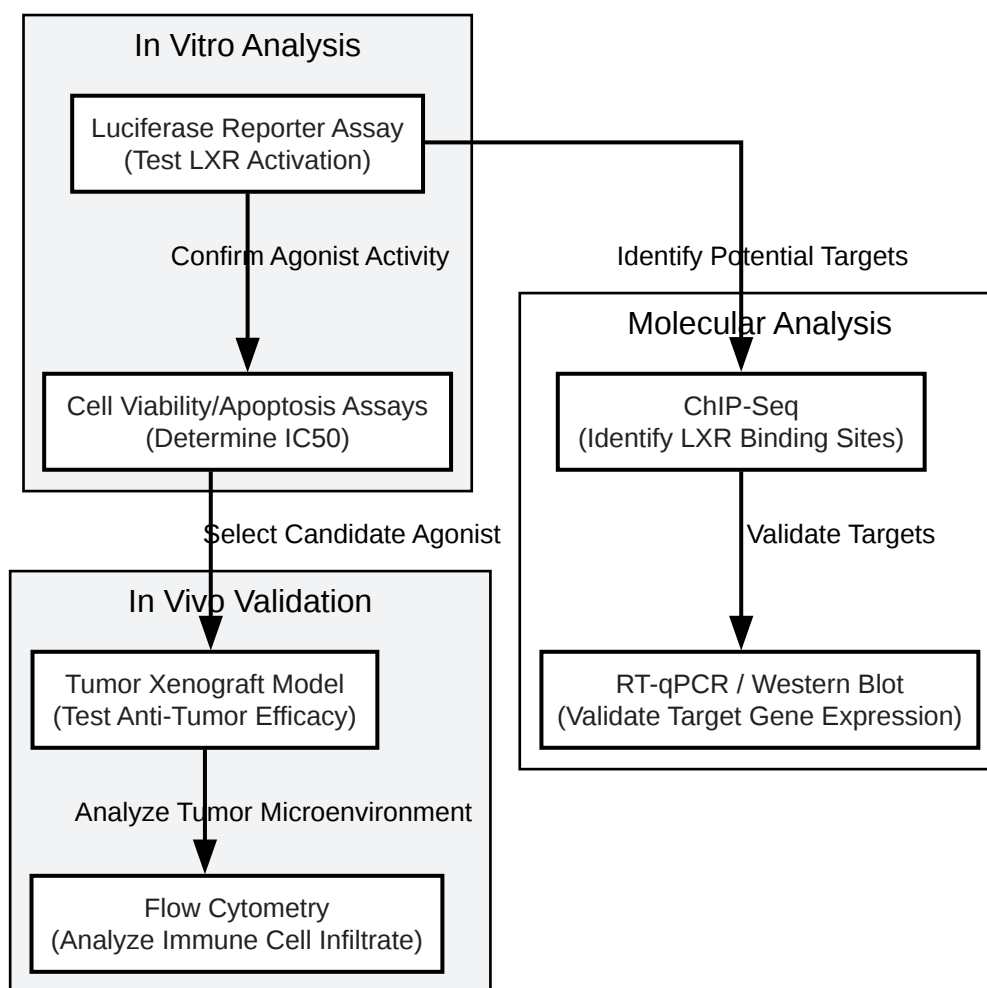 In Vitro Analysis
Luciferase Reporter Assay
(Test LXR Activation)
Confirm Agonist Activity
Identify Potential Targets
Cell Viability/Apoptosis Assays
(Determine IC50)
Molecular Analysis
ChIP-Seq
(Identify LXR Binding Sites)
Select Candidate Agonist
Validate Targets
In Vivo Validation
Tumor Xenograft Model
(Test Anti-Tumor Efficacy)
RT-qPCR / Western Blot
(Validate Target Gene Expression)
Analyze Tumor Microenvironment
Flow Cytometry
(Analyze Immune Cell Infiltrate)